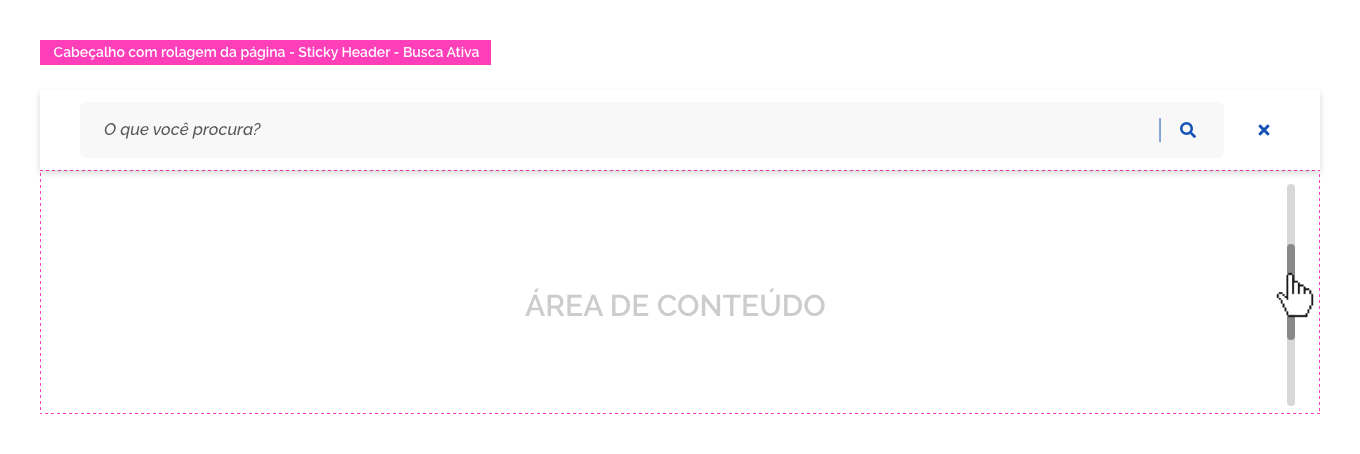 Cabeçalho com rolagem da página - Sticky Header - Busca Ativa
O que você procura?
ÁREA DE CONTEÚDO